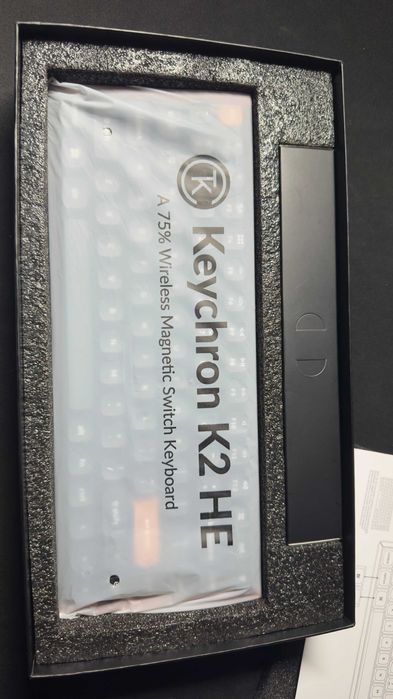 Keychron K2 HE
A 75% Wireless Magnetic Switch Keyboard